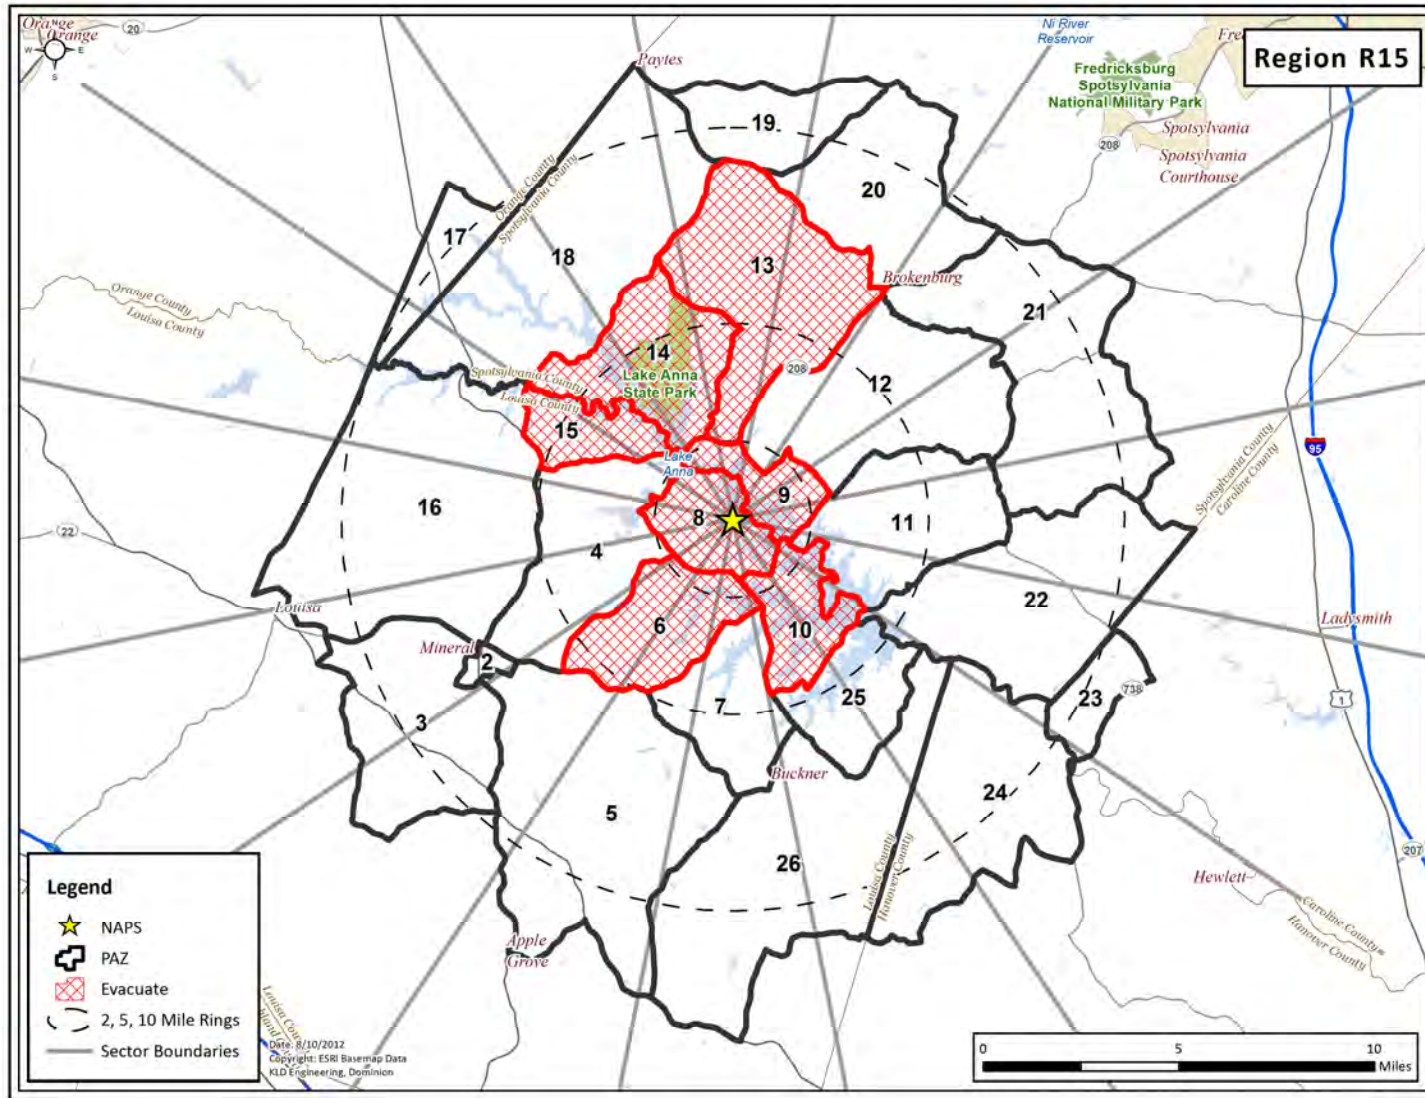 Orange
Orange
20
N
W
E
S
Paytes
Ni River
Reservoir
Fredricksburg
Spotsylvania
National Military Park
Region R15
Spotsylvania
208
Spotsylvania
Courthouse
19
20
17
Orange County
Spotsylvania County
18
13
Brokenburg
Orange County
Louisa County
21
14
Lake Anna
State Park
208
12
Spotsylvania County
Louisa County
15
Lake
Anna
95
Spotsylvania County
Caroline County
9
16
8
11
22
4
Louisa
22
Ladysmith
Mineral
2
6
10
23
738
1
3
7
25
Buckner
24
5
26
Louisa County
Hanover County
207
Hewlett
Caroline County
Hanover County
Apple
Grove
Legend
NAPS
PAZ
Evacuate
2, 5, 10 Mile Rings
Sector Boundaries
Date: 8/10/2012
Copyright: ESRI Basemap Data
KLD Engineering, Dominion
0
5
10
Miles